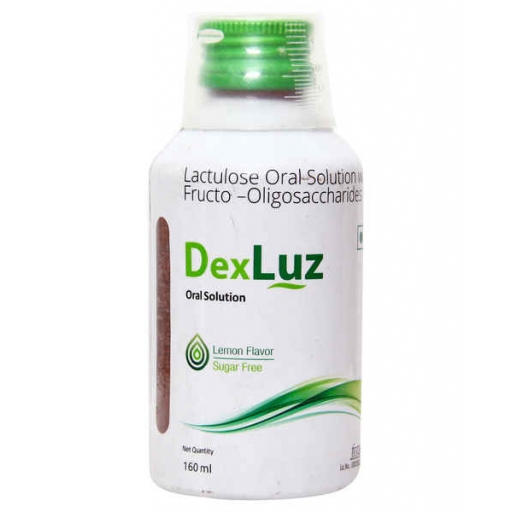 Lactulose Oral Solution
Fructo –Oligosaccharides
DexLuz
Oral Solution
Lemon Flavor
Sugar Free
Net Quantity
160 ml